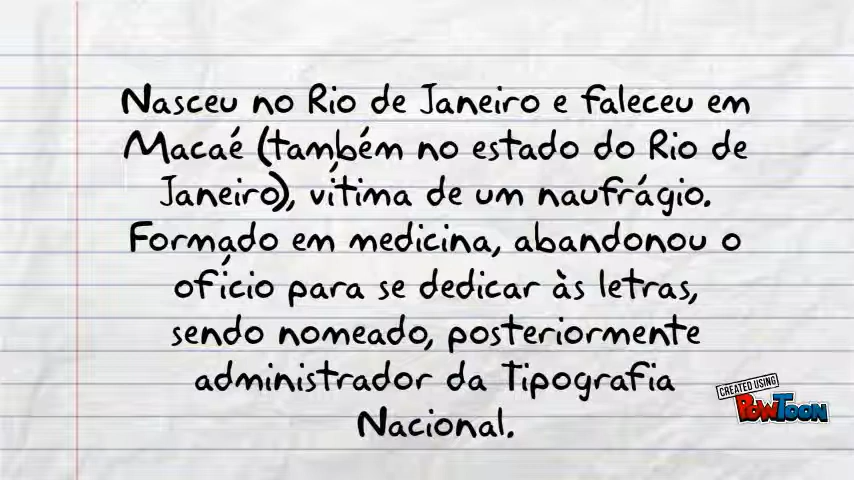 Nasceu no Rio de Janeiro e faleceu em
Macaé (também no estado do Rio de
Janeiro), vítima de um naufrágio.
Formado em medicina, abandonou o
ofício para se dedicar às letras,
sendo nomeado, posteriormente
administrador da Tipografia
Nacional.
CREATED USING
POWTOON